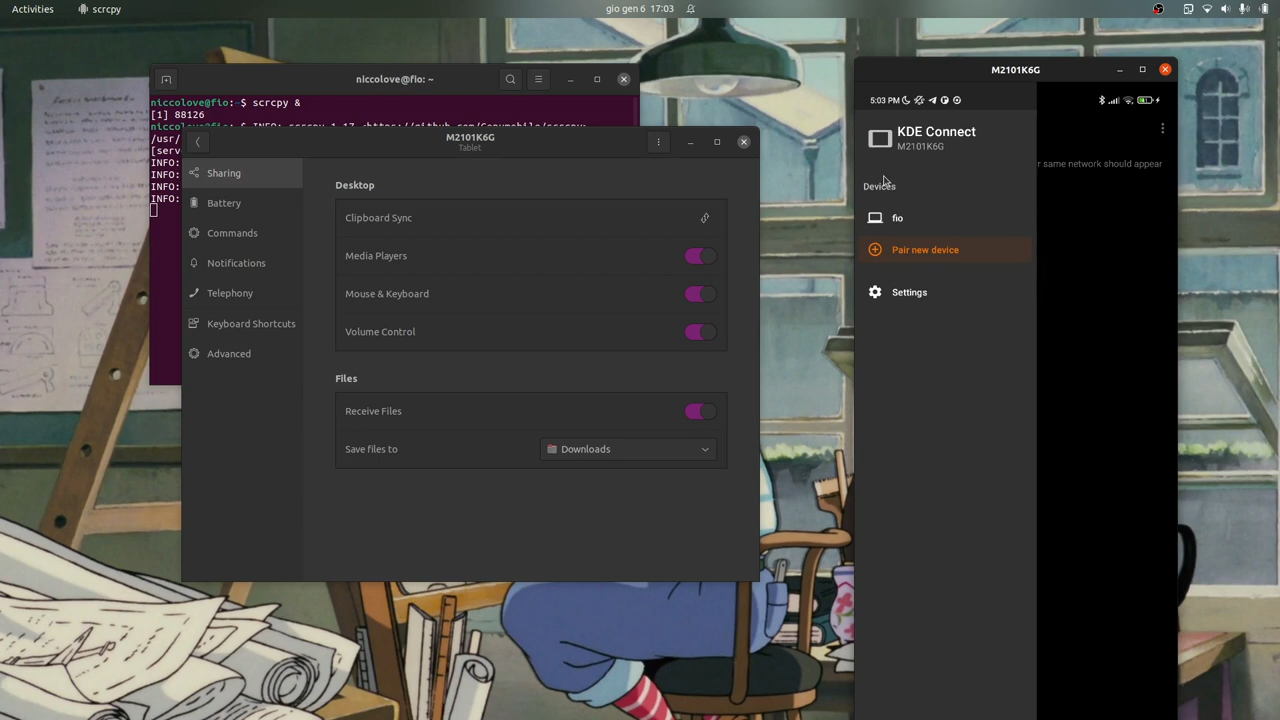 Activities
scrcpy
gio gen 6 17:03
niccolove@fio: ~
niccolove@fio:~$ scrcpy &
[1] 88126
/usr/
[serv
INFO:
INFO:
INFO:
INFO:
M2101K6G
Tablet
Sharing
Battery
Commands
Notifications
Telephony
Keyboard Shortcuts
Advanced
Desktop
Clipboard Sync
Media Players
Mouse & Keyboard
Volume Control
Files
Receive Files
Save files to
Downloads
M2101K6G
5:03 PM
KDE Connect
M2101K6G
r same network should appear
Devices
fio
Pair new device
Settings